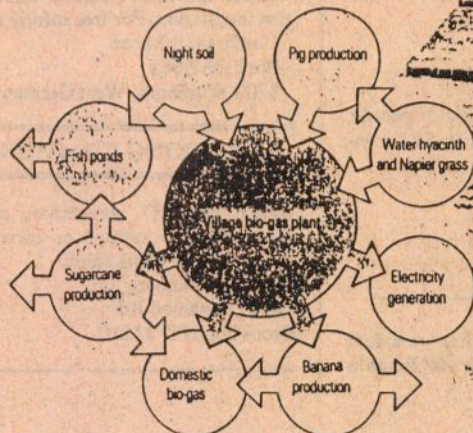 Night soil
Pig production
Fish ponds
Water hyacinth
and Napier grass
Village bio-gas plant
Sugarcane
production
Electricity
generation
Domestic
bio-gas
Banana
production